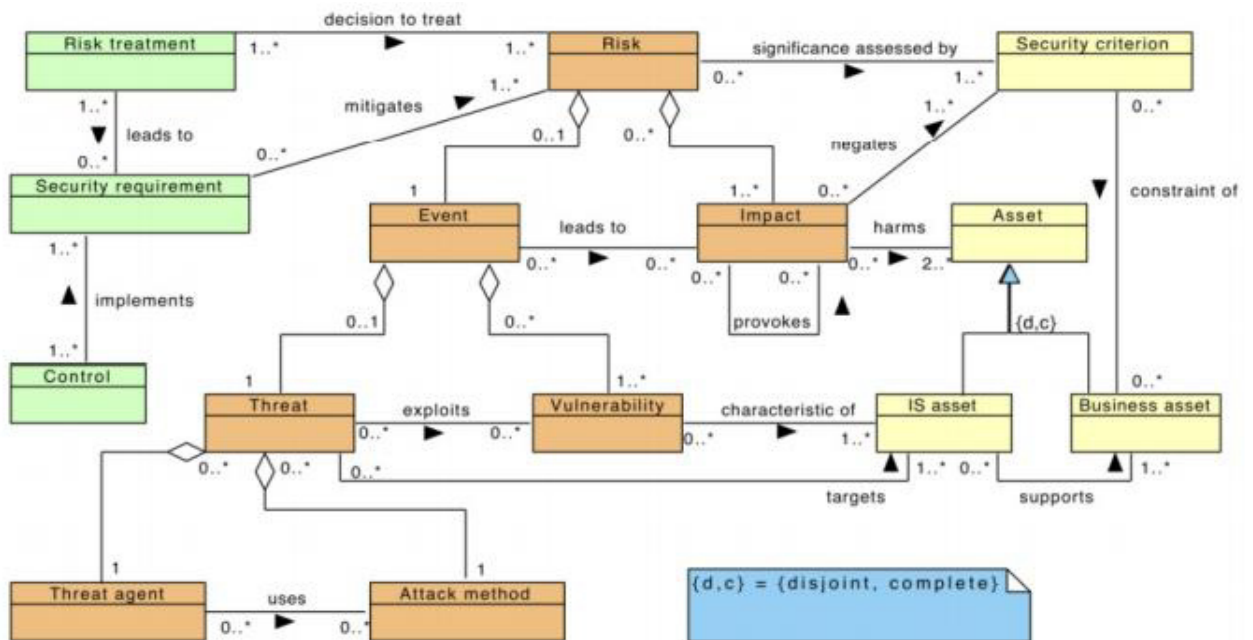 decision to treat
Risk treatment
1..*
1..*
Risk
significance assessed by
0..*
1..*
Security criterion
1..*
leads to
0..*
mitigates
1..*
0..*
0..1
0..*
negates
1..*
0..*
0..*
constraint of
Security requirement
1
Event
1..*
0..*
Impact
harms
Asset
leads to
0..*
0..*
0..*
0..*
0..*
2..*
provokes
1..*
implements
1..*
Control
0..1
0..*
{d,c}
1
1..*
0..*
Threat
exploits
0..*
0..*
Vulnerability
characteristic of
0..*
1..*
IS asset
Business asset
0..*
0..*
0..*
targets
1..*
0..*
supports
1..*
1
1
Threat agent
uses
0..*
0..*
Attack method
{d,c} = {disjoint, complete}